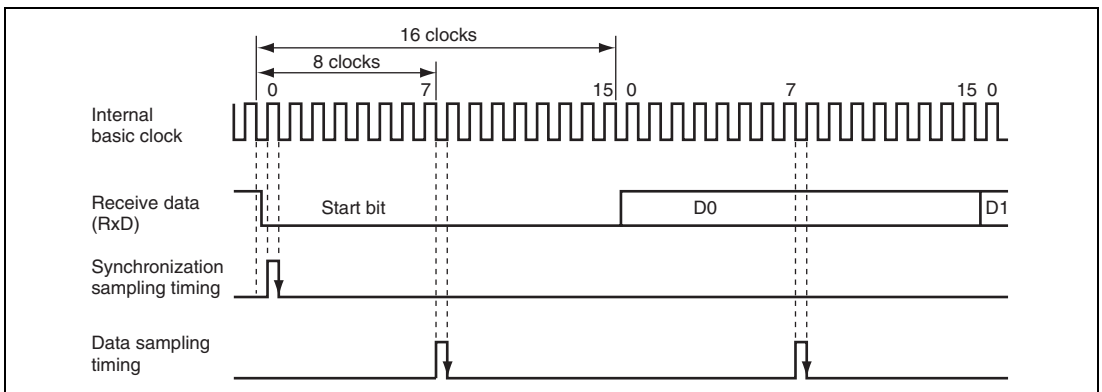 16 clocks
8 clocks
0 7 15 0 7 15 0
Internal
basic clock
Receive data
(RxD)
Start bit D0 D1
Synchronization
sampling timing
Data sampling
timing